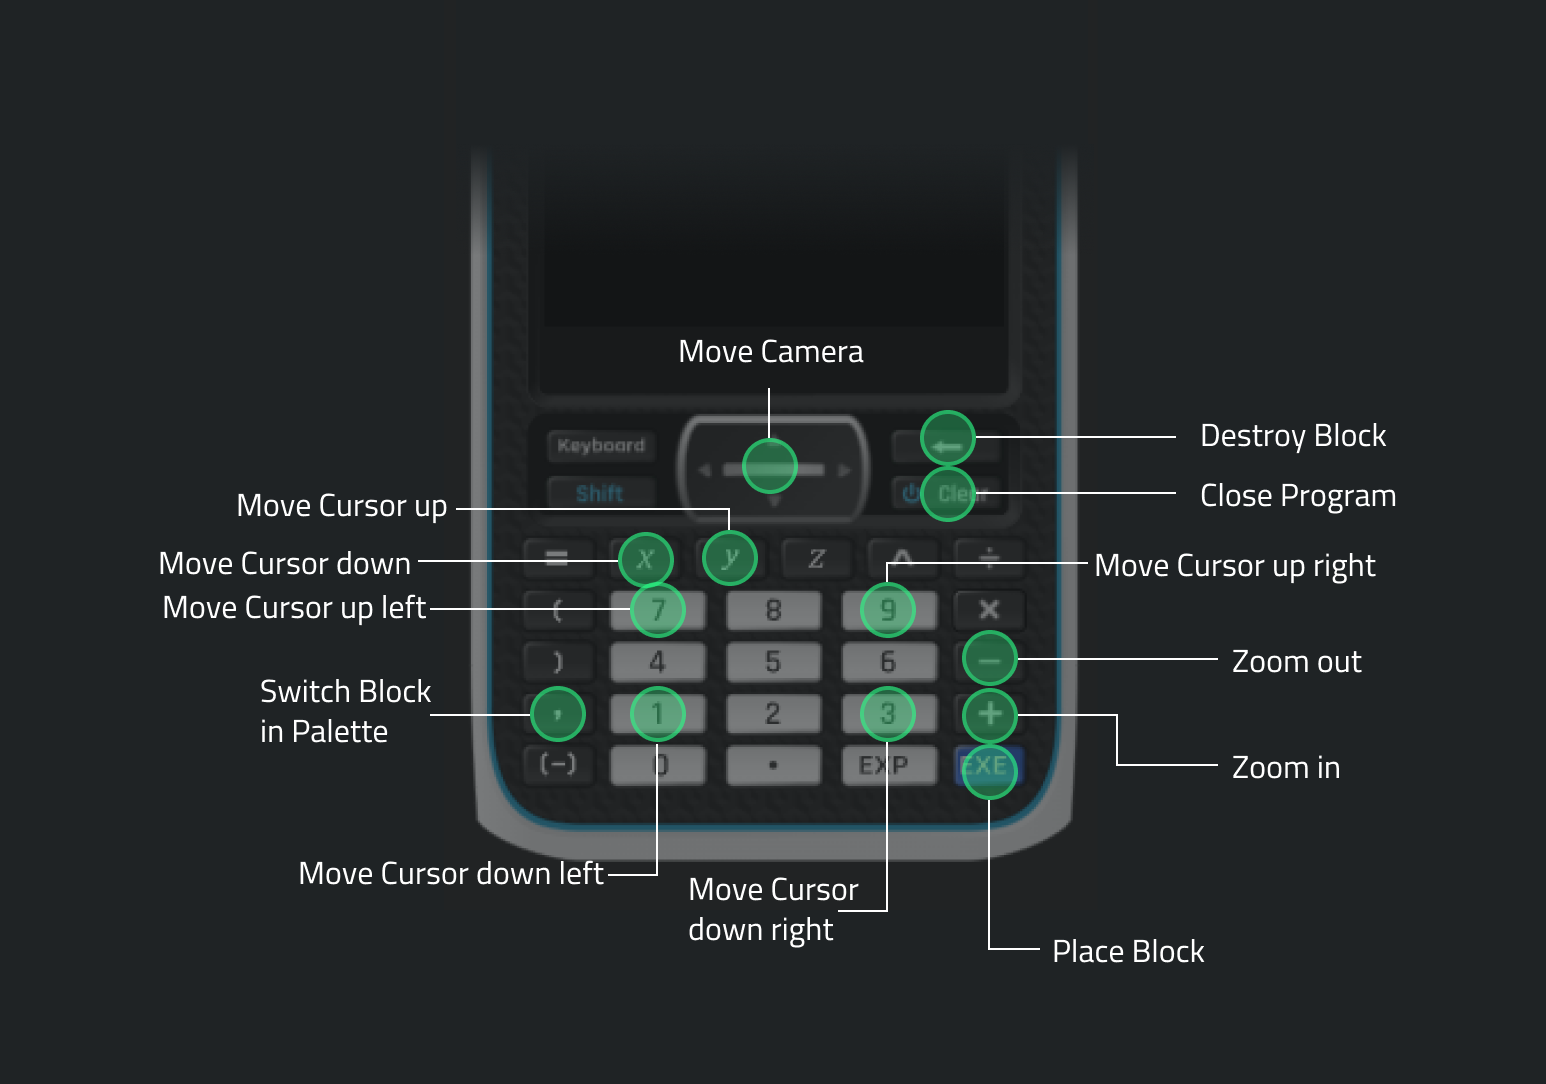 Move Camera
Keyboard
←
Destroy Block
Shift
Clear
Close Program
Move Cursor up
Move Cursor down
= x y z ^ ÷
Move Cursor up right
Move Cursor up left
( 7 8 9 ×
) 4 5 6 −
Zoom out
Switch Block
in Palette
, 1 2 3 +
(−) 0 • EXP EXE
Zoom in
Move Cursor down left
Move Cursor
down right
Place Block